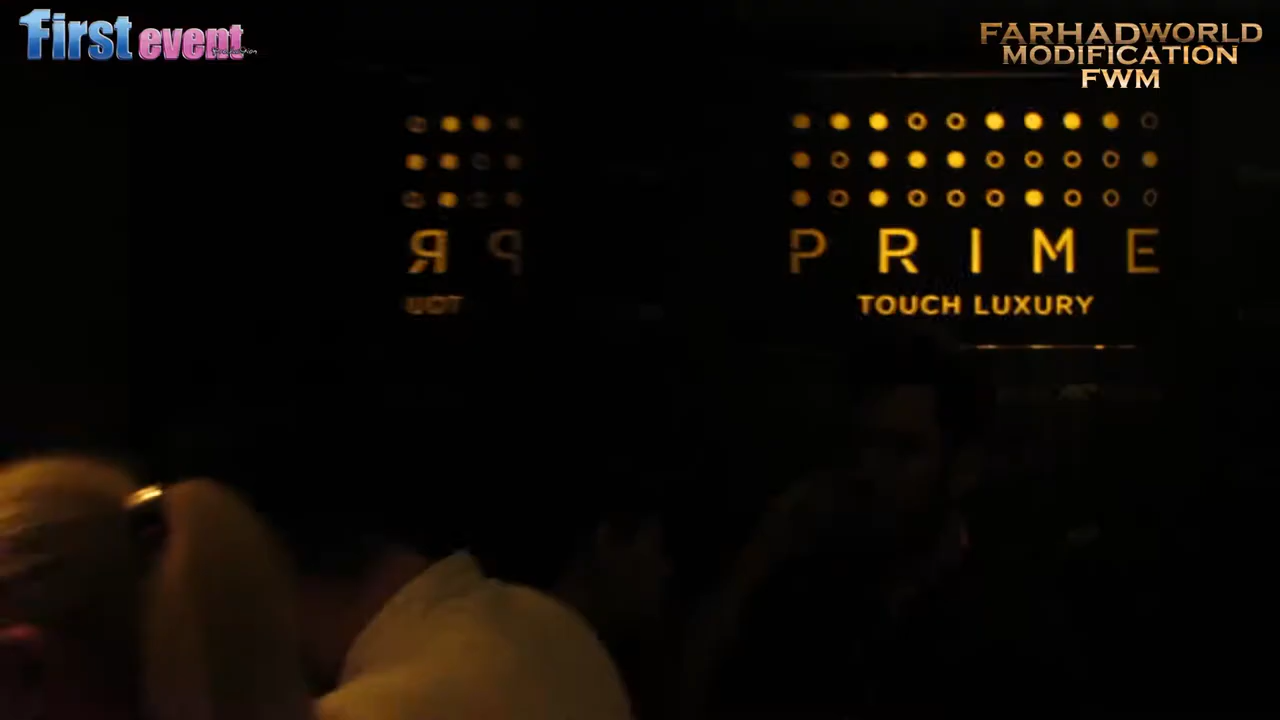 First event
FARHADWORLD
MODIFICATION
FWM
PRIME
TOUCH LUXURY